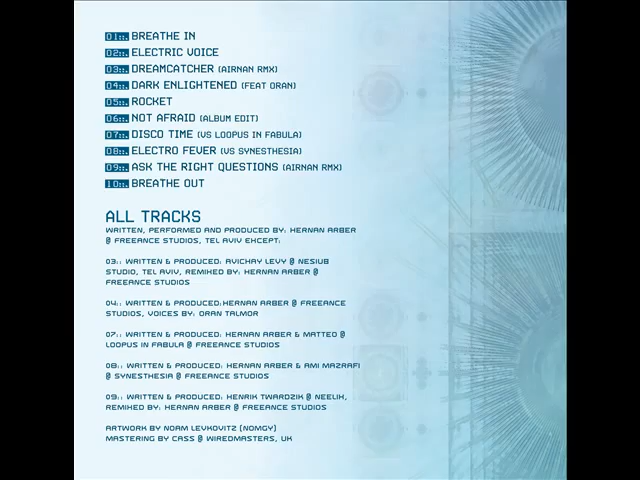 01::. BREATHE IN
02::. ELECTRIC VOICE
03::. DREAMCATCHER (AIRNAN RMX)
04::. DARK ENLIGHTENED (FEAT ORAN)
05::. ROCKET
06::. NOT AFRAID (ALBUM EDIT)
07::. DISCO TIME (VS LOOPUS IN FABULA)
08::. ELECTRO FEVER (VS SYNESTHESIA)
09::. ASK THE RIGHT QUESTIONS (AIRNAN RMX)
10::. BREATHE OUT
ALL TRACKS
WRITTEN, PERFORMED AND PRODUCED BY: HERNAN ARBER
@ FREEANCE STUDIOS, TEL AVIV EXCEPT:
03:: WRITTEN & PRODUCED: AVICHAY LEVY @ NESIUB
STUDIO, TEL AVIV, REMIXED BY: HERNAN ARBER @
FREEANCE STUDIOS
04:: WRITTEN & PRODUCED:HERNAN ARBER @ FREEANCE
STUDIOS, VOICES BY: ORAN TALMOR
07:: WRITTEN & PRODUCED: HERNAN ARBER & MATTEO @
LOOPUS IN FABULA @ FREEANCE STUDIOS
08:: WRITTEN & PRODUCED: HERNAN ARBER & AMI MAZRAFI
@ SYNESTHESIA @ FREEANCE STUDIOS
09:: WRITTEN & PRODUCED: HENRIK TWARDZIK @ NEELIX,
REMIXED BY: HERNAN ARBER @ FREEANCE STUDIOS
ARTWORK BY NOAM LEVKOVITZ (NOMGY)
MASTERING BY CASS @ WIREDMASTERS, UK